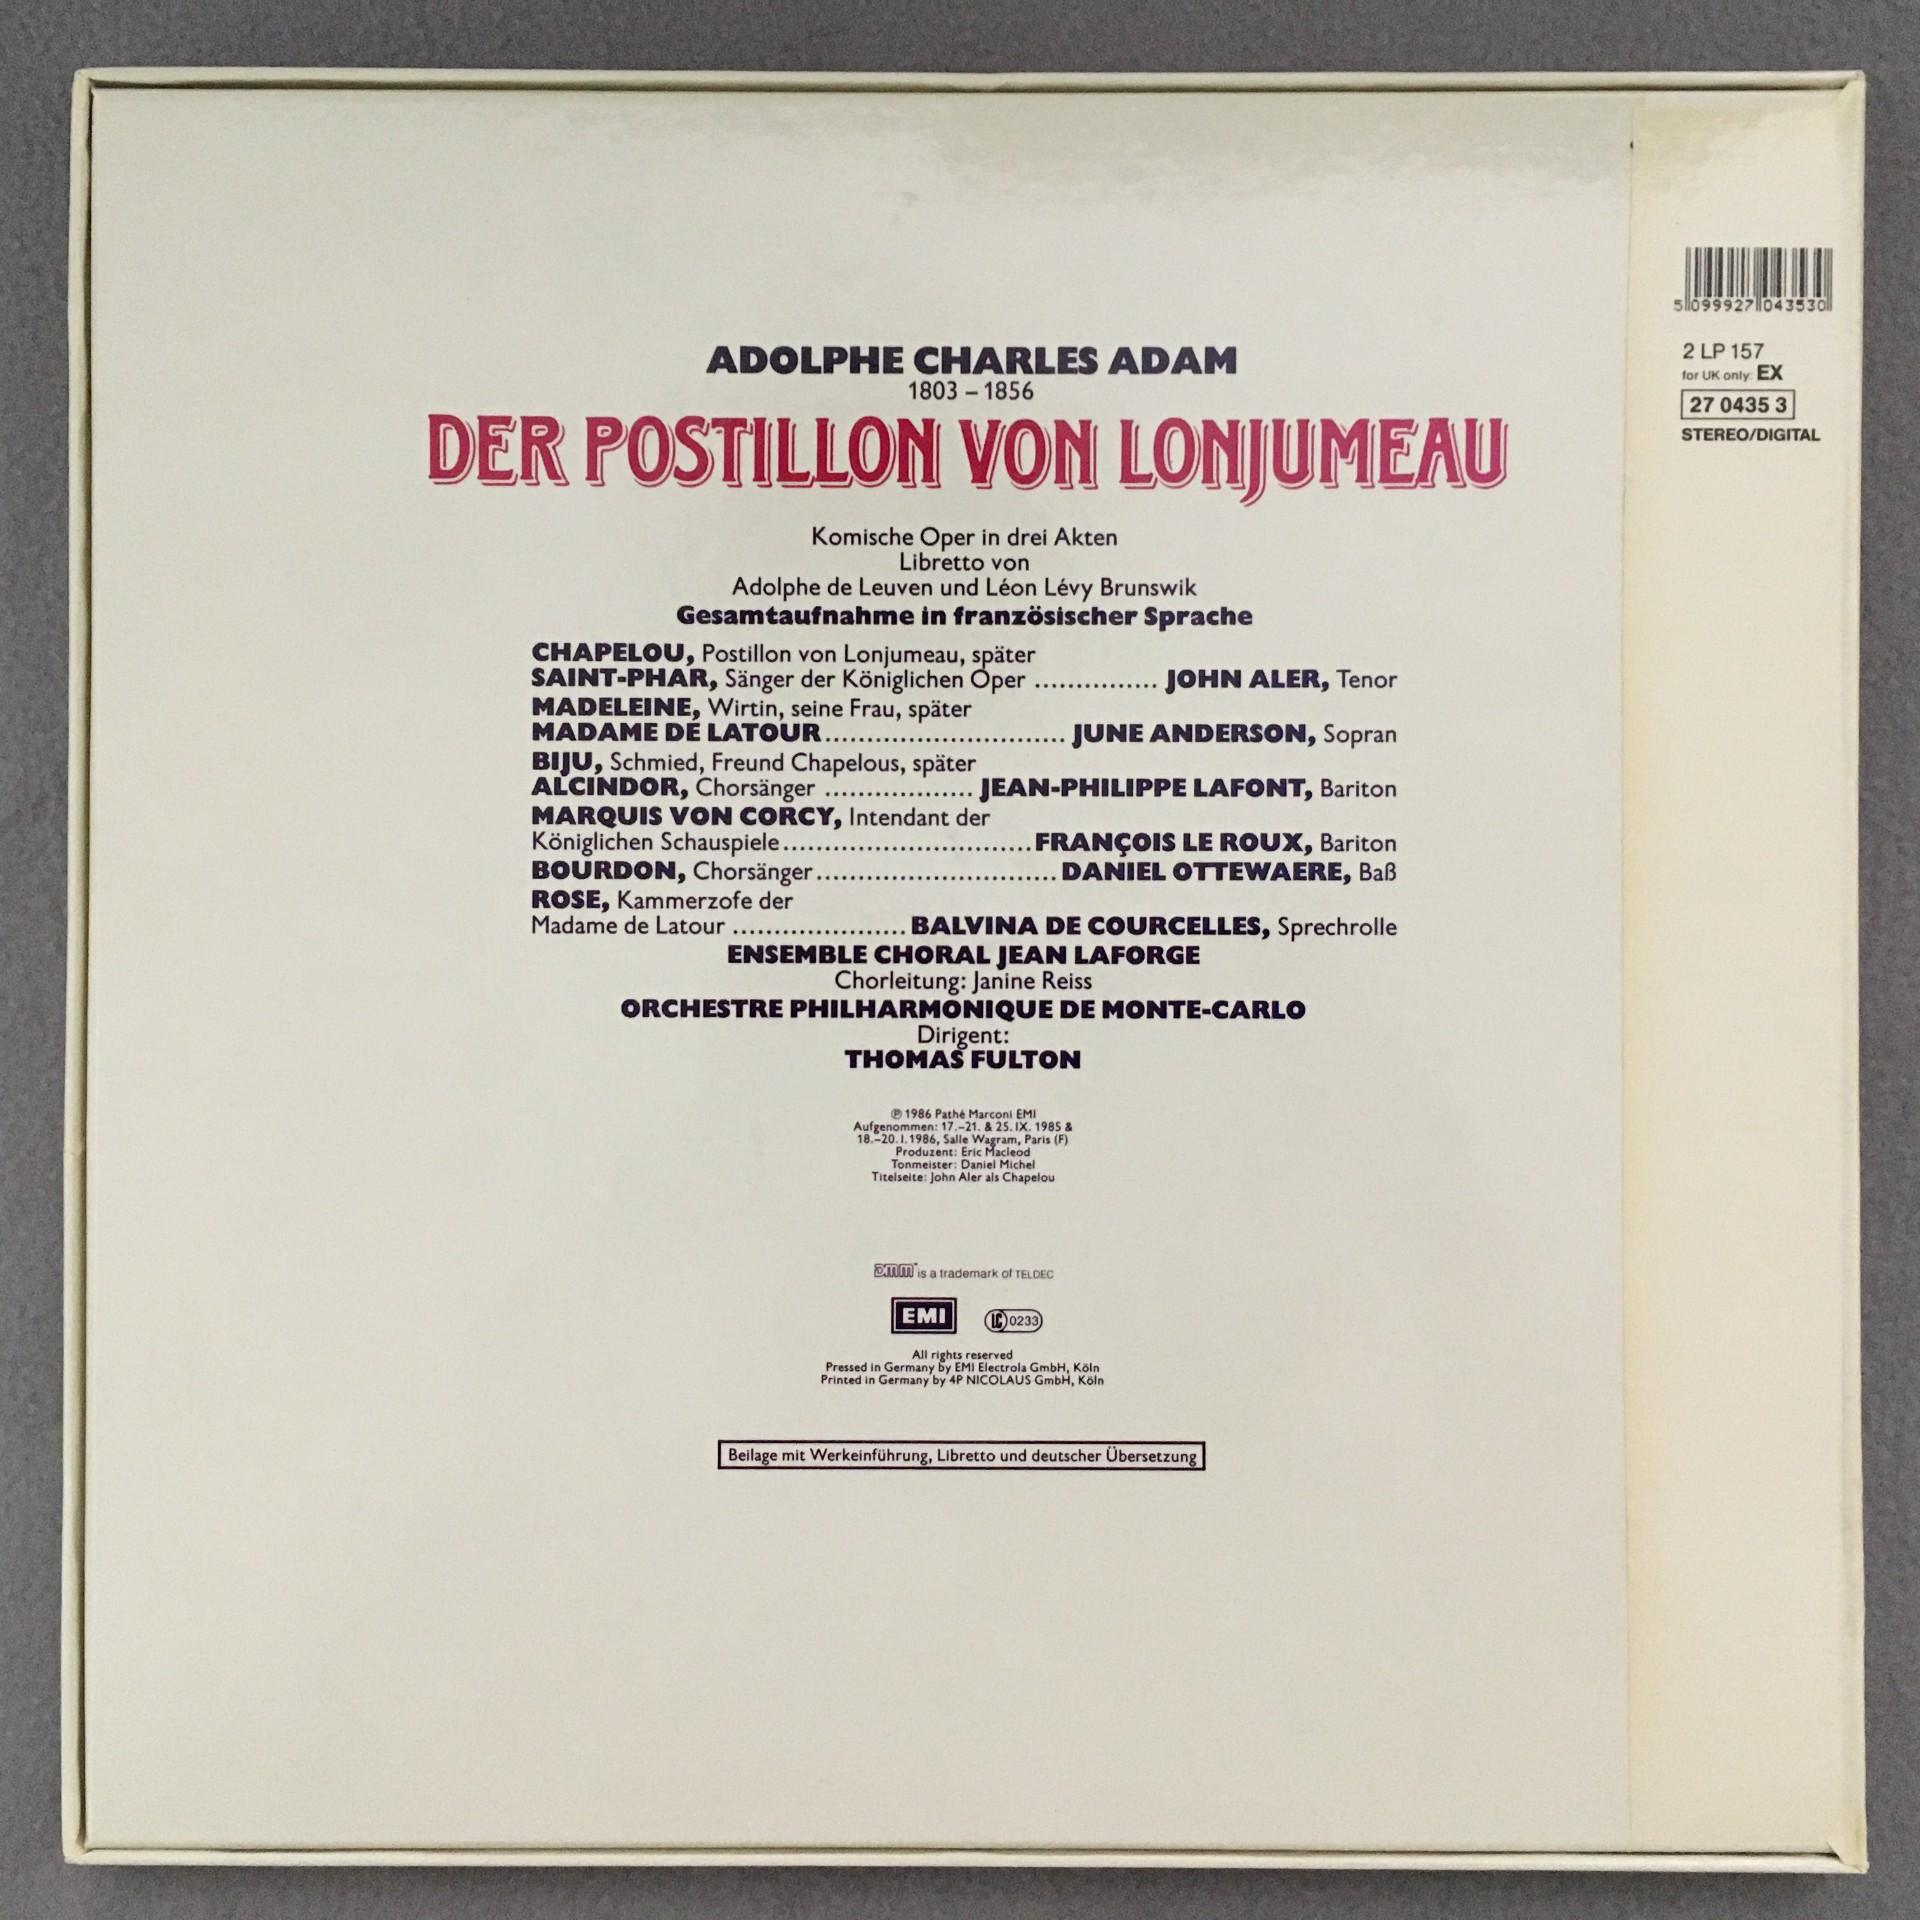 5 099927 043530
2 LP 157
for UK only: EX
27 0435 3
STEREO/DIGITAL
ADOLPHE CHARLES ADAM
1803 – 1856
DER POSTILLON VON LONJUMEAU
Komische Oper in drei Akten
Libretto von
Adolphe de Leuven und Léon Lévy Brunswik
Gesamtaufnahme in französischer Sprache
CHAPELOU, Postillon von Lonjumeau, später
SAINT-PHAR, Sänger der Königlichen Oper ............... JOHN ALER, Tenor
MADELEINE, Wirtin, seine Frau, später
MADAME DE LATOUR............................. JUNE ANDERSON, Sopran
BIJU, Schmied, Freund Chapelous, später
ALCINDOR, Chorsänger .................. JEAN-PHILIPPE LAFONT, Bariton
MARQUIS VON CORCY, Intendant der
Königlichen Schauspiele..............................FRANÇOIS LE ROUX, Bariton
BOURDON, Chorsänger............................. DANIEL OTTEWAERE, Baß
ROSE, Kammerzofe der
Madame de Latour .....................BALVINA DE COURCELLES, Sprechrolle
ENSEMBLE CHORAL JEAN LAFORGE
Chorleitung: Janine Reiss
ORCHESTRE PHILHARMONIQUE DE MONTE-CARLO
Dirigent:
THOMAS FULTON
℗ 1986 Pathé Marconi EMI
Aufgenommen: 17.–21. & 25. IX. 1985 &
18.–20. I. 1986, Salle Wagram, Paris (F)
Produzent: Eric Macleod
Tonmeister: Daniel Michel
Titelseite: John Aler als Chapelou
DMM™ is a trademark of TELDEC
EMI LC 0233
All rights reserved
Pressed in Germany by EMI Electrola GmbH, Köln
Printed in Germany by 4P NICOLAUS GmbH, Köln
Beilage mit Werkeinführung, Libretto und deutscher Übersetzung